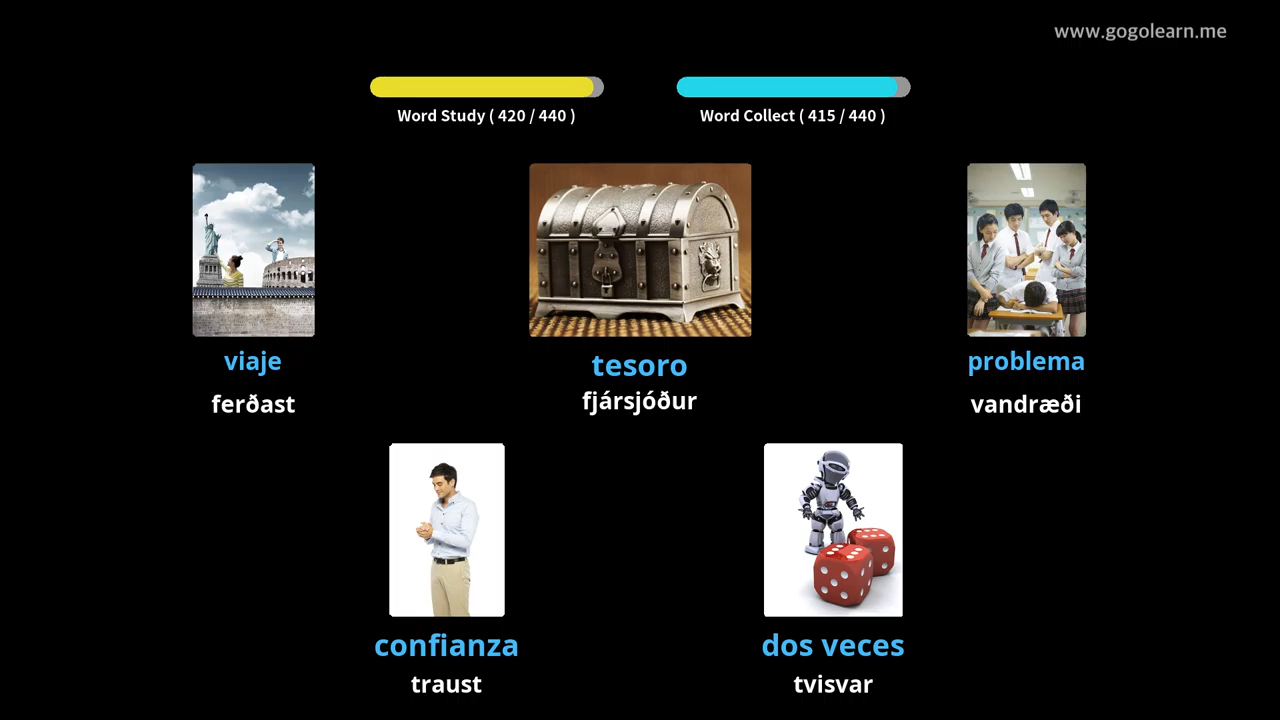 www.gogolearn.me
Word Study ( 420 / 440 )
Word Collect ( 415 / 440 )
viaje
ferðast
tesoro
fjársjóður
problema
vandræði
confianza
traust
dos veces
tvisvar